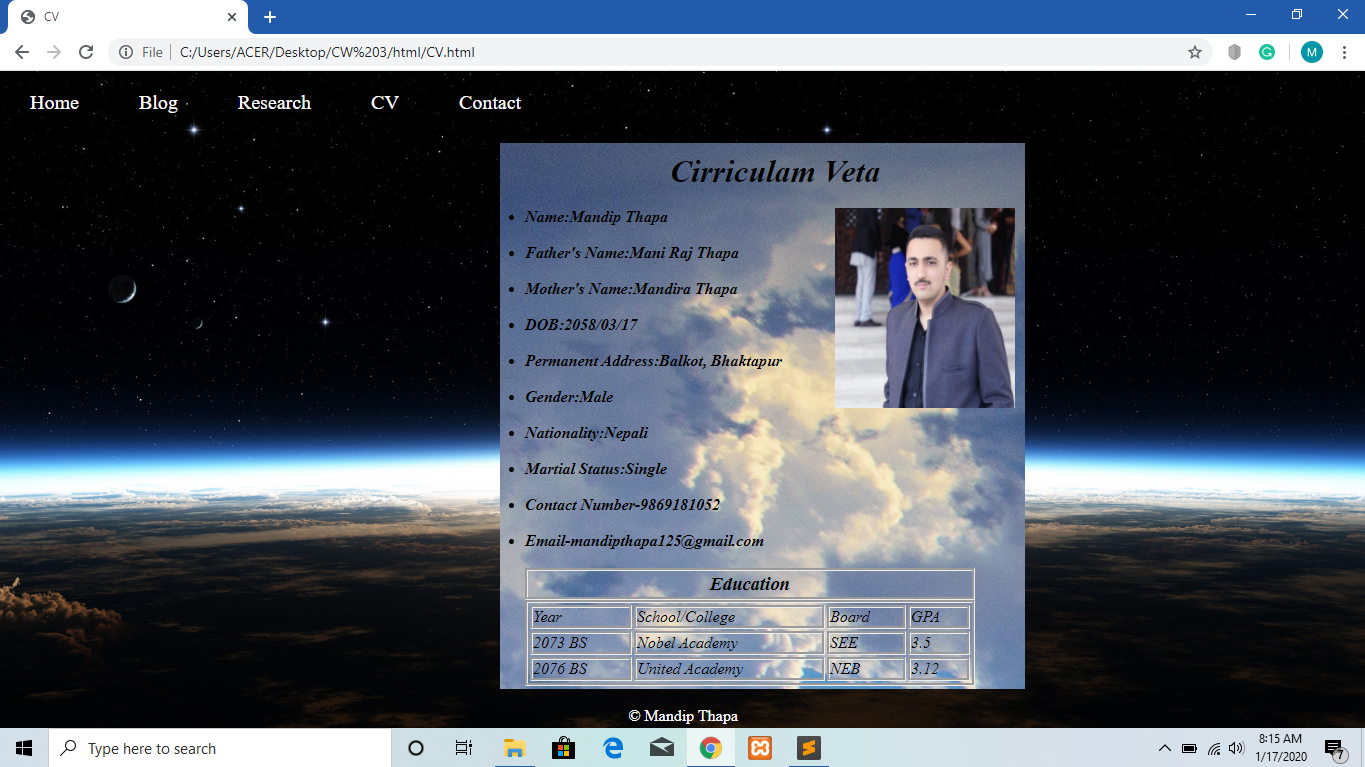 CV
File
C:/Users/ACER/Desktop/CW%203/html/CV.html
M
Home Blog Research CV Contact
Cirriculam Veta
Name:Mandip Thapa
Father's Name:Mani Raj Thapa
Mother's Name:Mandira Thapa
DOB:2058/03/17
Permanent Address:Balkot, Bhaktapur
Gender:Male
Nationality:Nepali
Martial Status:Single
Contact Number-9869181052
Email-mandipthapa125@gmail.com
Education
Year School/College Board GPA
2073 BS Nobel Academy SEE 3.5
2076 BS United Academy NEB 3.12
© Mandip Thapa
Type here to search
8:15 AM
1/17/2020
7